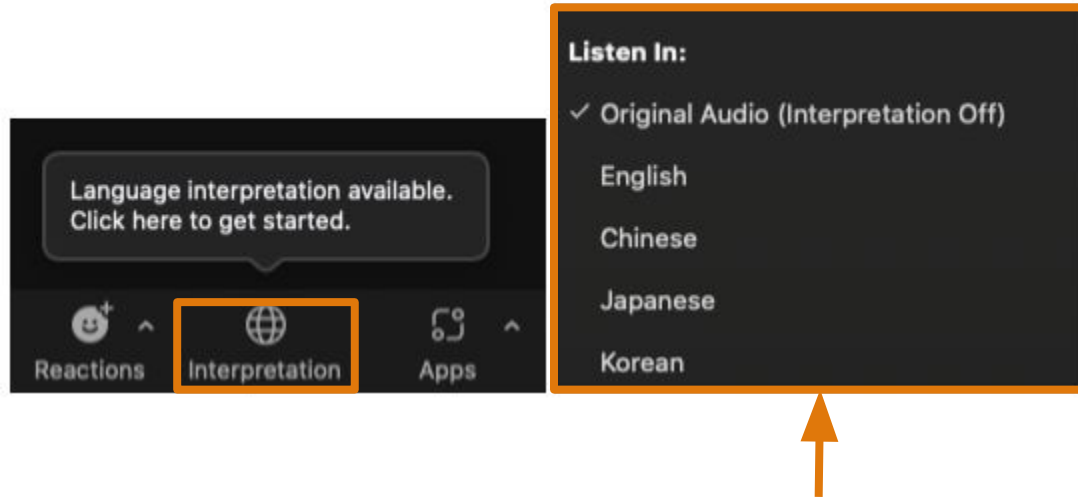 Language interpretation available.
Click here to get started.
Reactions
Interpretation
Apps
Listen In:
✓ Original Audio (Interpretation Off)
English
Chinese
Japanese
Korean